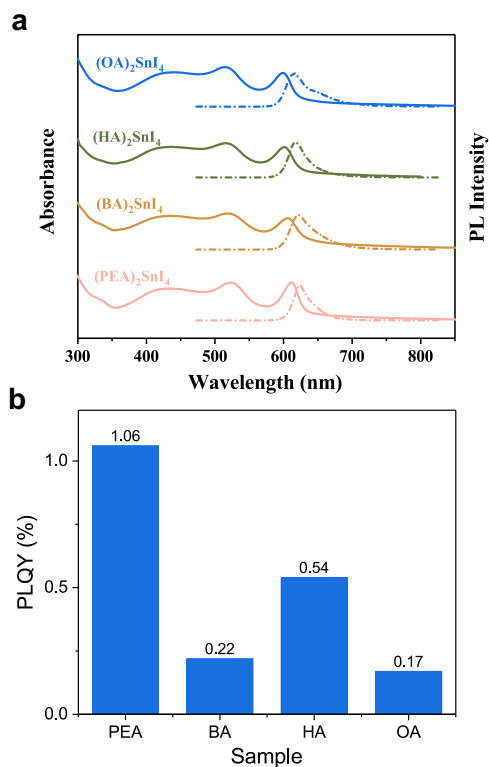 a
(OA)₂SnI₄
(HA)₂SnI₄
(BA)₂SnI₄
(PEA)₂SnI₄
Absorbance
PL Intensity
300 400 500 600 700 800
Wavelength (nm)
b
1.06
0.22
0.54
0.17
1.0
0.5
0.0
PLQY (%)
PEA BA HA OA
Sample